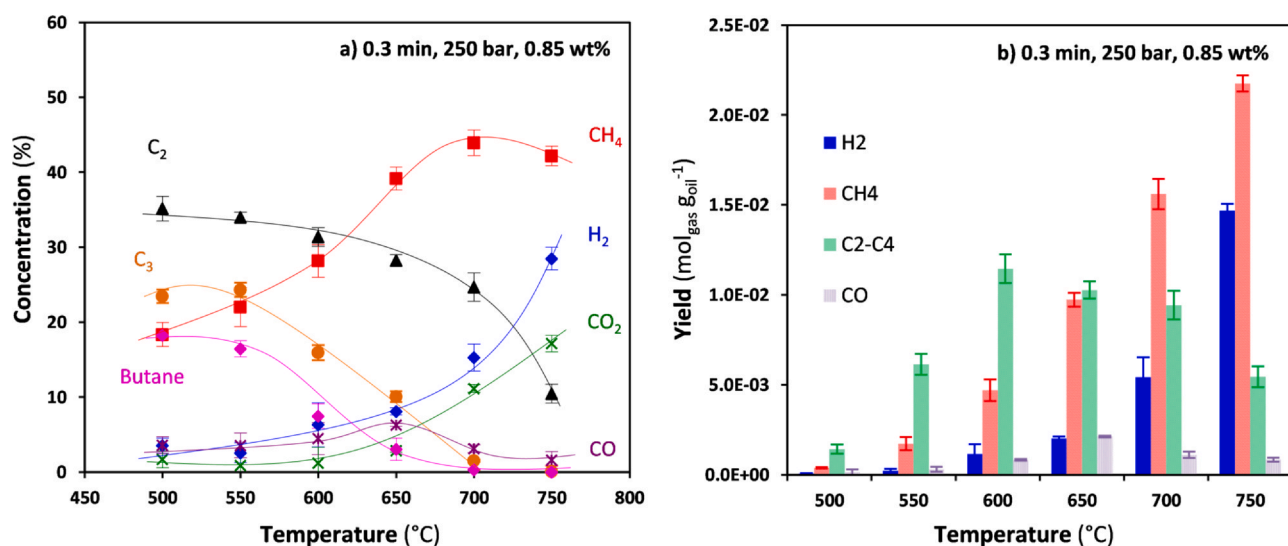 a) 0.3 min, 250 bar, 0.85 wt%
Concentration (%)
60
50
40
30
20
10
0
C₂
C₃
Butane
CH₄
H₂
CO₂
CO
450
500
550
600
650
700
750
800
Temperature (°C)
b) 0.3 min, 250 bar, 0.85 wt%
Yield (mol_gas g_oil⁻¹)
2.5E-02
2.0E-02
1.5E-02
1.0E-02
5.0E-03
0.0E+00
H2
CH4
C2-C4
CO
500
550
600
650
700
750
Temperature (°C)